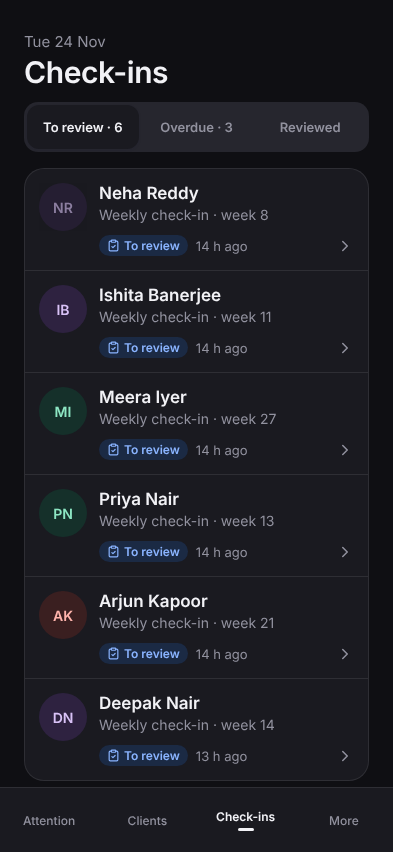 Tue 24 Nov
Check-ins
To review · 6
Overdue · 3
Reviewed
NR
Neha Reddy
Weekly check-in · week 8
To review
14 h ago
IB
Ishita Banerjee
Weekly check-in · week 11
To review
14 h ago
MI
Meera Iyer
Weekly check-in · week 27
To review
14 h ago
PN
Priya Nair
Weekly check-in · week 13
To review
14 h ago
AK
Arjun Kapoor
Weekly check-in · week 21
To review
14 h ago
DN
Deepak Nair
Weekly check-in · week 14
To review
13 h ago
Attention
Clients
Check-ins
More